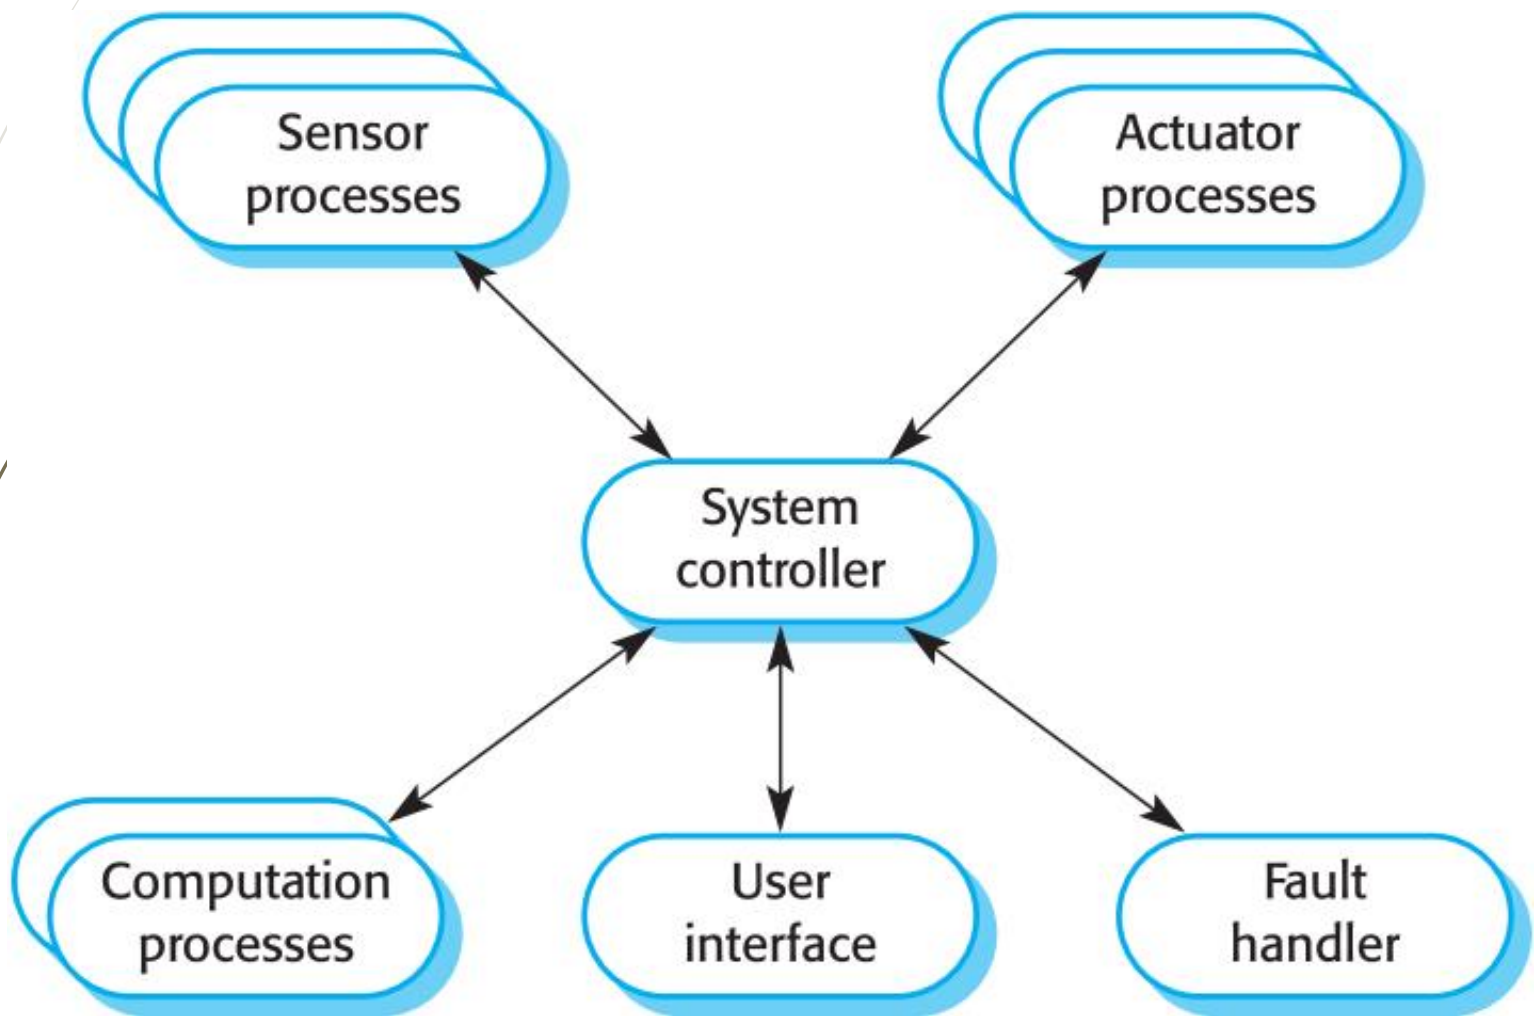 Sensor
processes
Actuator
processes
System
controller
Computation
processes
User
interface
Fault
handler